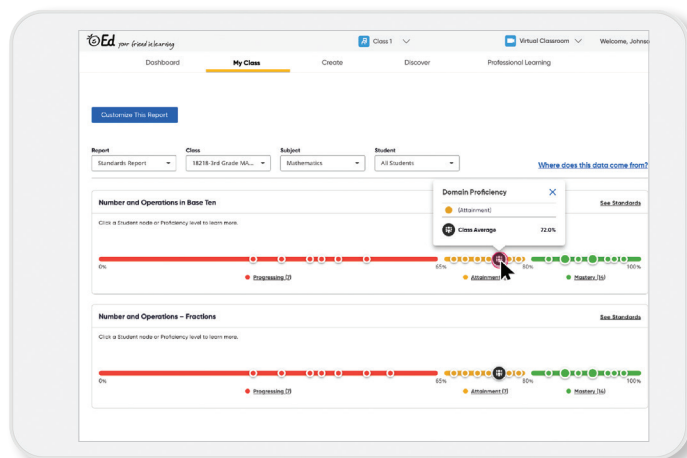 Ed your friend in learning
Class 1
Virtual Classroom
Welcome, Johnso
Dashboard
My Class
Create
Discover
Professional Learning
Customize This Report
Report
Class
Subject
Student
Standards Report
18218-3rd Grade MA...
Mathematics
All Students
Where does this data come from?
Domain Proficiency
(Attainment)
Class Average
72.0%
Number and Operations in Base Ten
See Standards
Click a Student node or Proficiency level to learn more.
0%
65%
80%
100%
Progressing (7)
Attainment
Mastery (14)
Number and Operations – Fractions
See Standards
Click a Student node or Proficiency level to learn more.
0%
65%
80%
100%
Progressing (7)
Attainment (7)
Mastery (14)